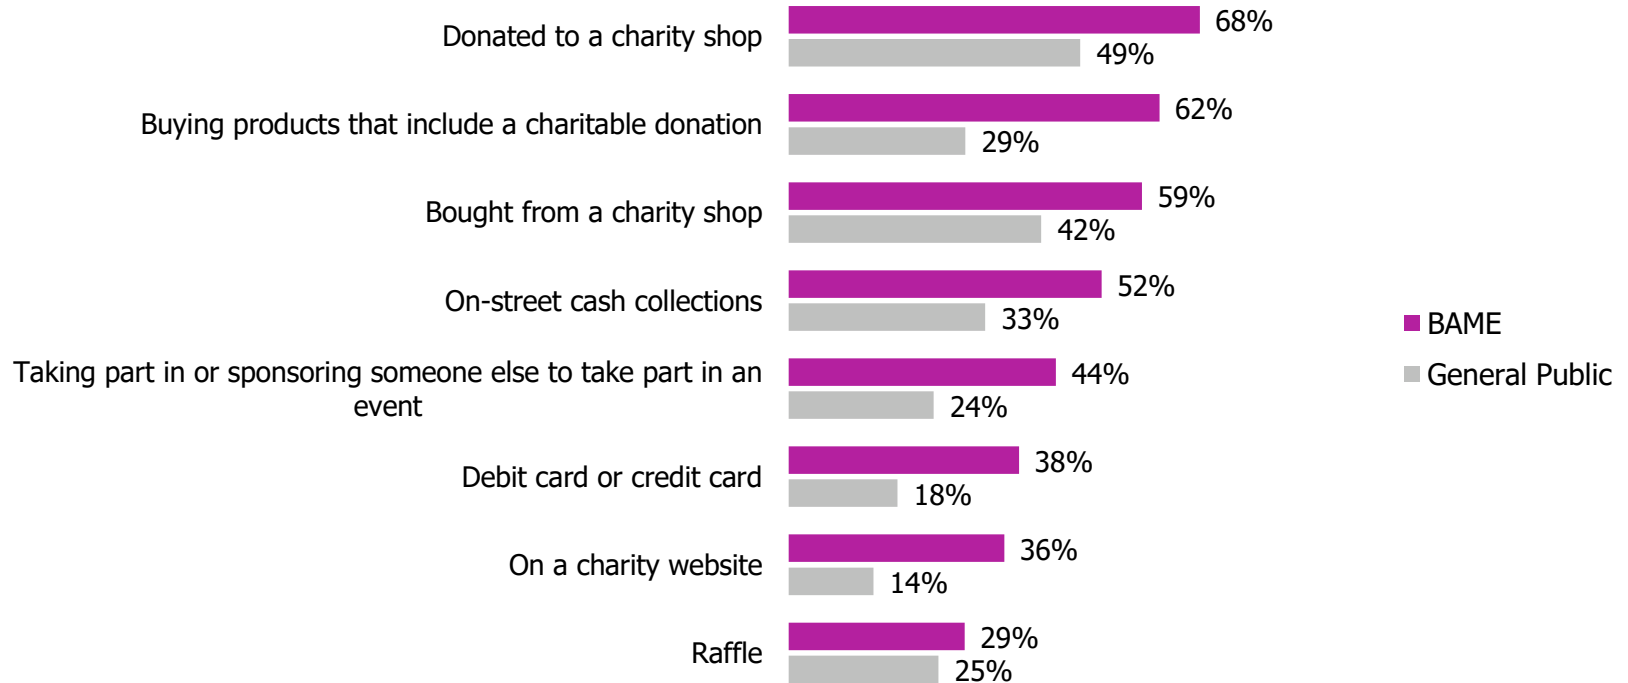 Donated to a charity shop
68%
49%
Buying products that include a charitable donation
62%
29%
Bought from a charity shop
59%
42%
On-street cash collections
52%
33%
Taking part in or sponsoring someone else to take part in an
event
44%
24%
Debit card or credit card
38%
18%
On a charity website
36%
14%
Raffle
29%
25%
BAME
General Public